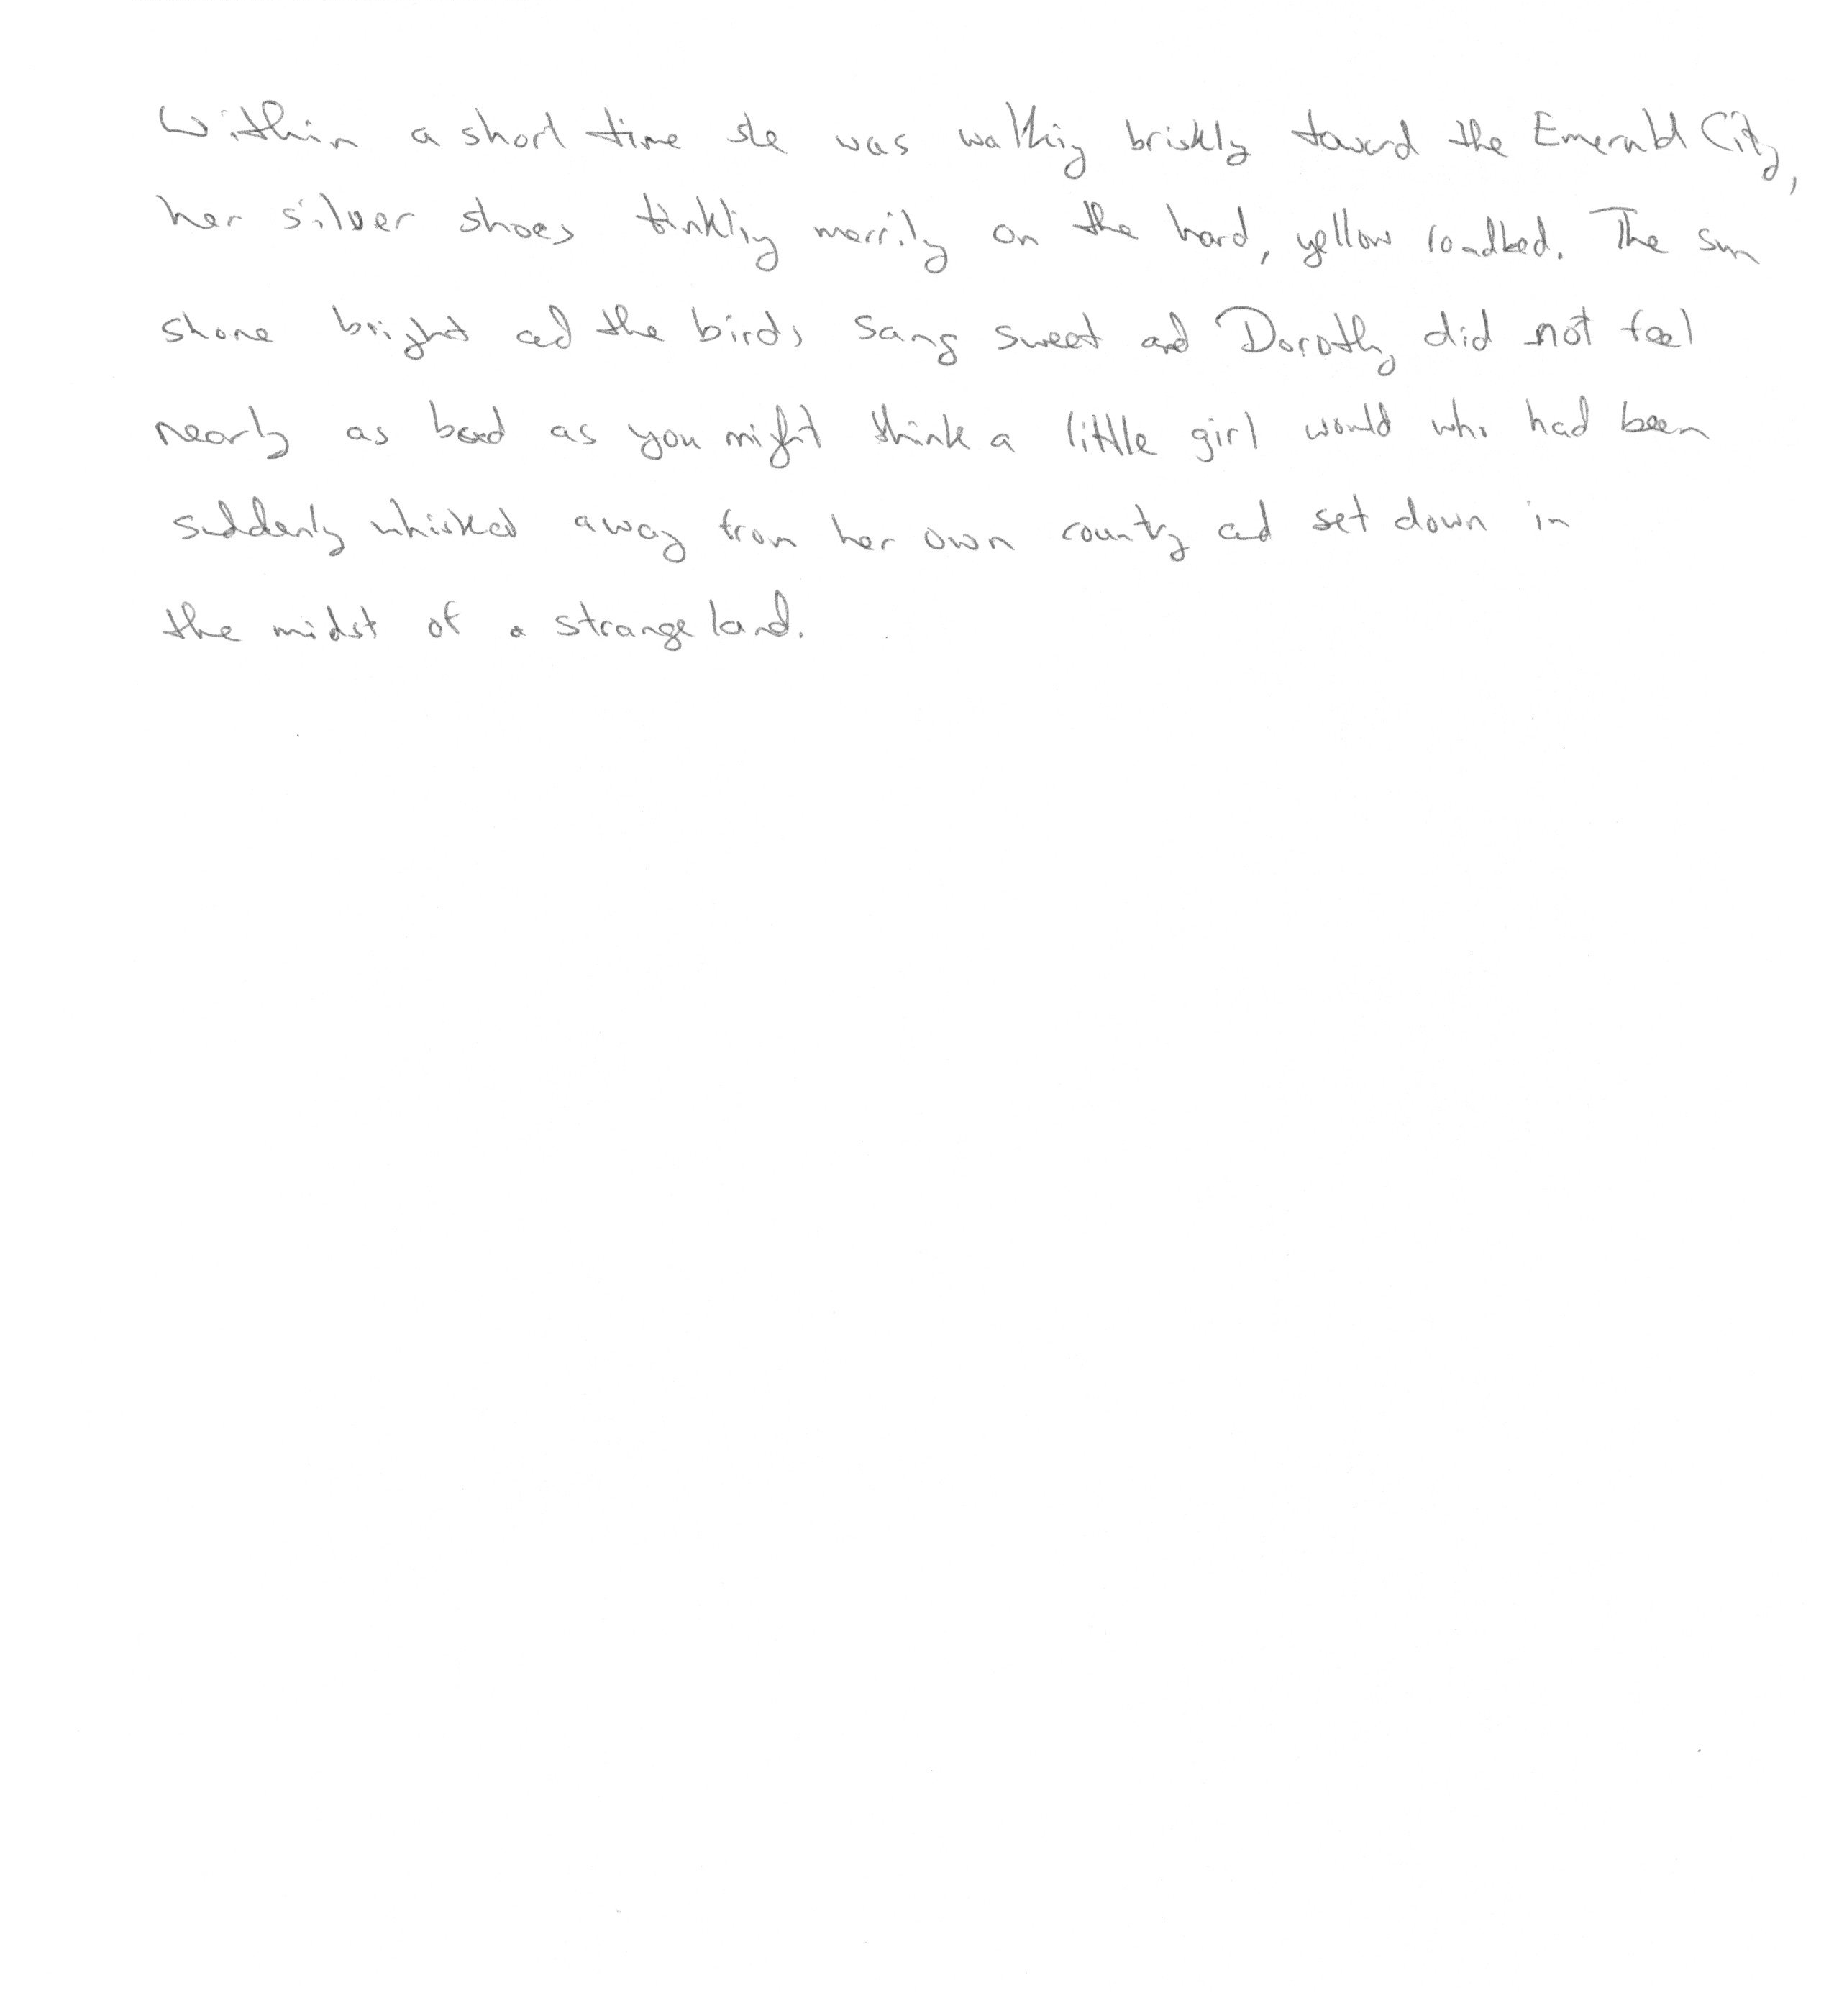 Within a short time she was walking briskly toward the Emerald City,
her silver shoes tinkling merrily on the hard, yellow roadbed. The sun
shone bright and the birds sang sweet and Dorothy did not feel
nearly as bad as you might think a little girl would who had been
suddenly whisked away from her own country and set down in
the midst of a strange land.